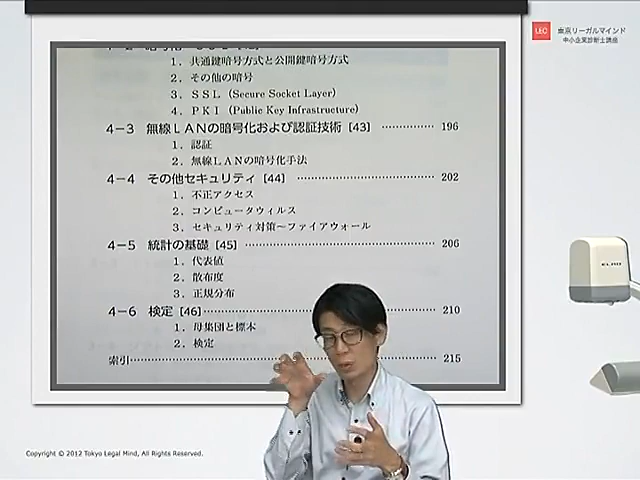 LEC 東京リーガルマインド
中小企業診断士講座
1．共通鍵暗号方式と公開鍵暗号方式
2．その他の暗号
3．ＳＳＬ（Secure Socket Layer）
4．ＰＫＩ（Public Key Infrastructure）
4－3 無線ＬＡＮの暗号化および認証技術［43］ …………… 196
1．認証
2．無線ＬＡＮの暗号化手法
4－4 その他セキュリティ［44］ …………………………… 202
1．不正アクセス
2．コンピュータウィルス
3．セキュリティ対策～ファイアウォール
4－5 統計の基礎［45］ …………………………………… 206
1．代表値
2．散布度
3．正規分布
4－6 検定［46］ ………………………………………… 210
1．母集団と標本
2．検定
索引 ……………………………………………………… 215
ELMO
Copyright © 2012 Tokyo Legal Mind, All Rights Reserved.